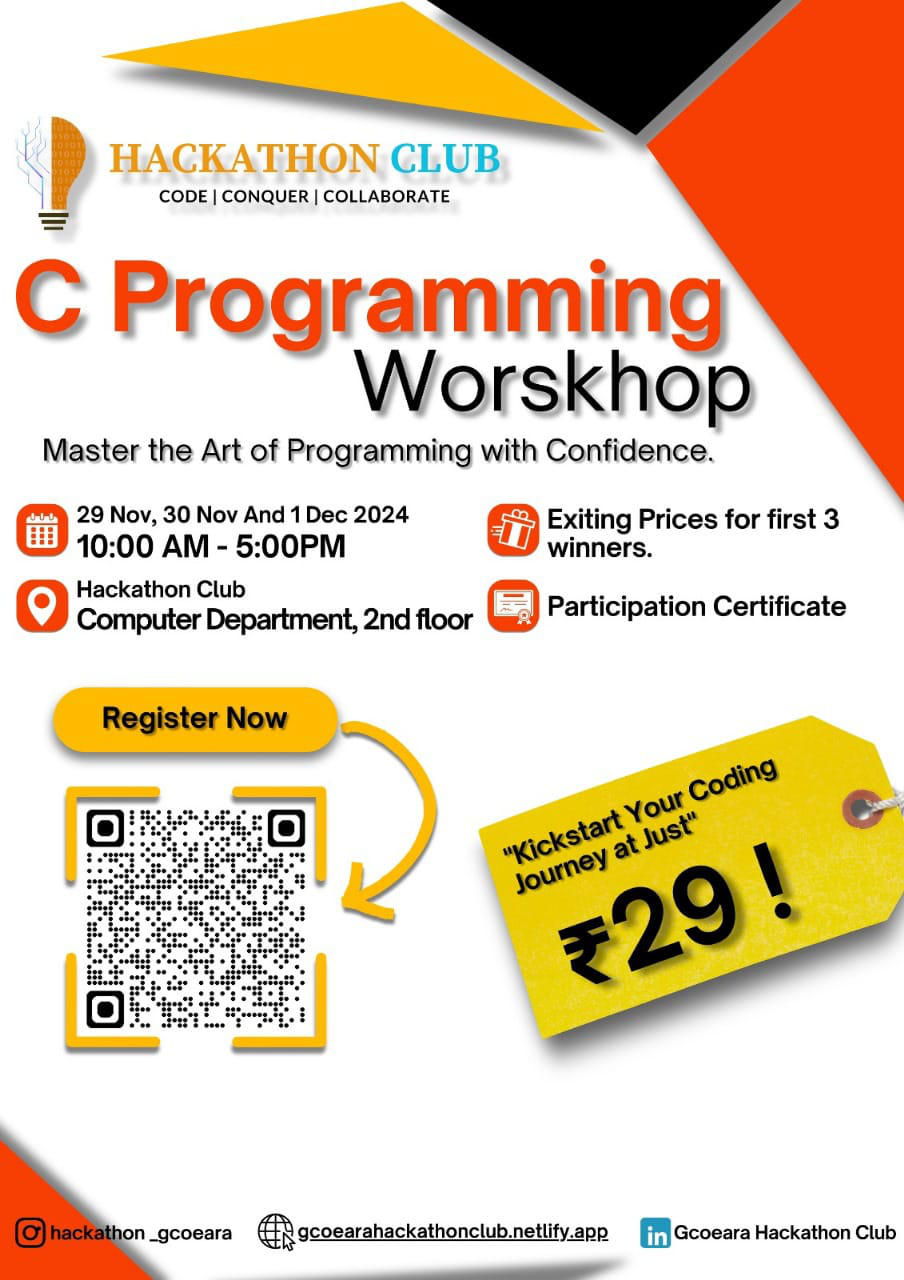 HACKATHON CLUB
CODE | CONQUER | COLLABORATE
C Programming
Worskhop
Master the Art of Programming with Confidence.
29 Nov, 30 Nov And 1 Dec 2024
10:00 AM - 5:00PM
Exiting Prices for first 3
winners.
Hackathon Club
Computer Department, 2nd floor
Participation Certificate
Register Now
"Kickstart Your Coding
Journey at Just"
₹29 !
hackathon _gcoeara
gcoearahackathonclub.netlify.app
in Gcoeara Hackathon Club